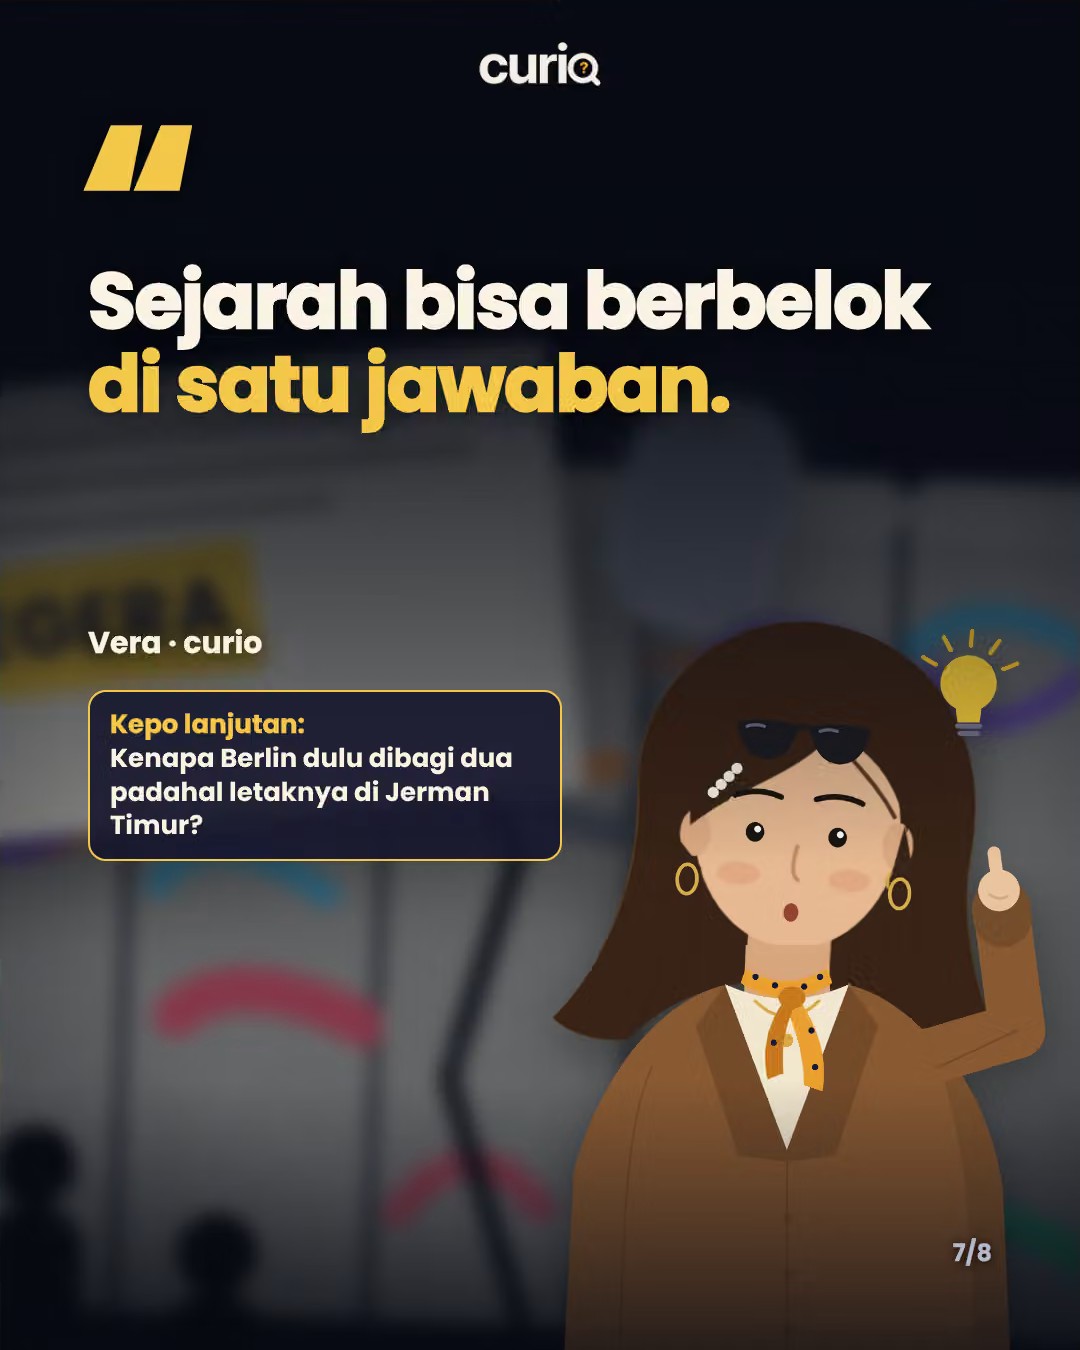 curio
Sejarah bisa berbelok
di satu jawaban.
Vera · curio
Kepo lanjutan:
Kenapa Berlin dulu dibagi dua
padahal letaknya di Jerman
Timur?
7/8